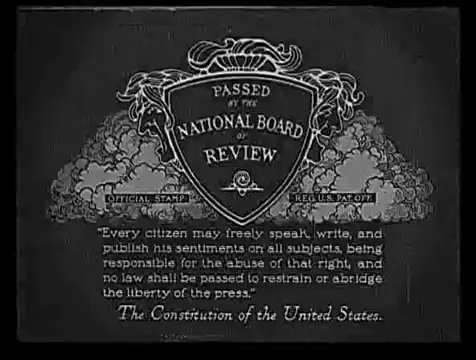 PASSED
BY THE
NATIONAL BOARD
OF
REVIEW
OFFICIAL STAMP
REG. U.S. PAT. OFF.
"Every citizen may freely speak, write, and
publish his sentiments on all subjects, being
responsible for the abuse of that right, and
no law shall be passed to restrain or abridge
the liberty of the press."
The Constitution of the United States.